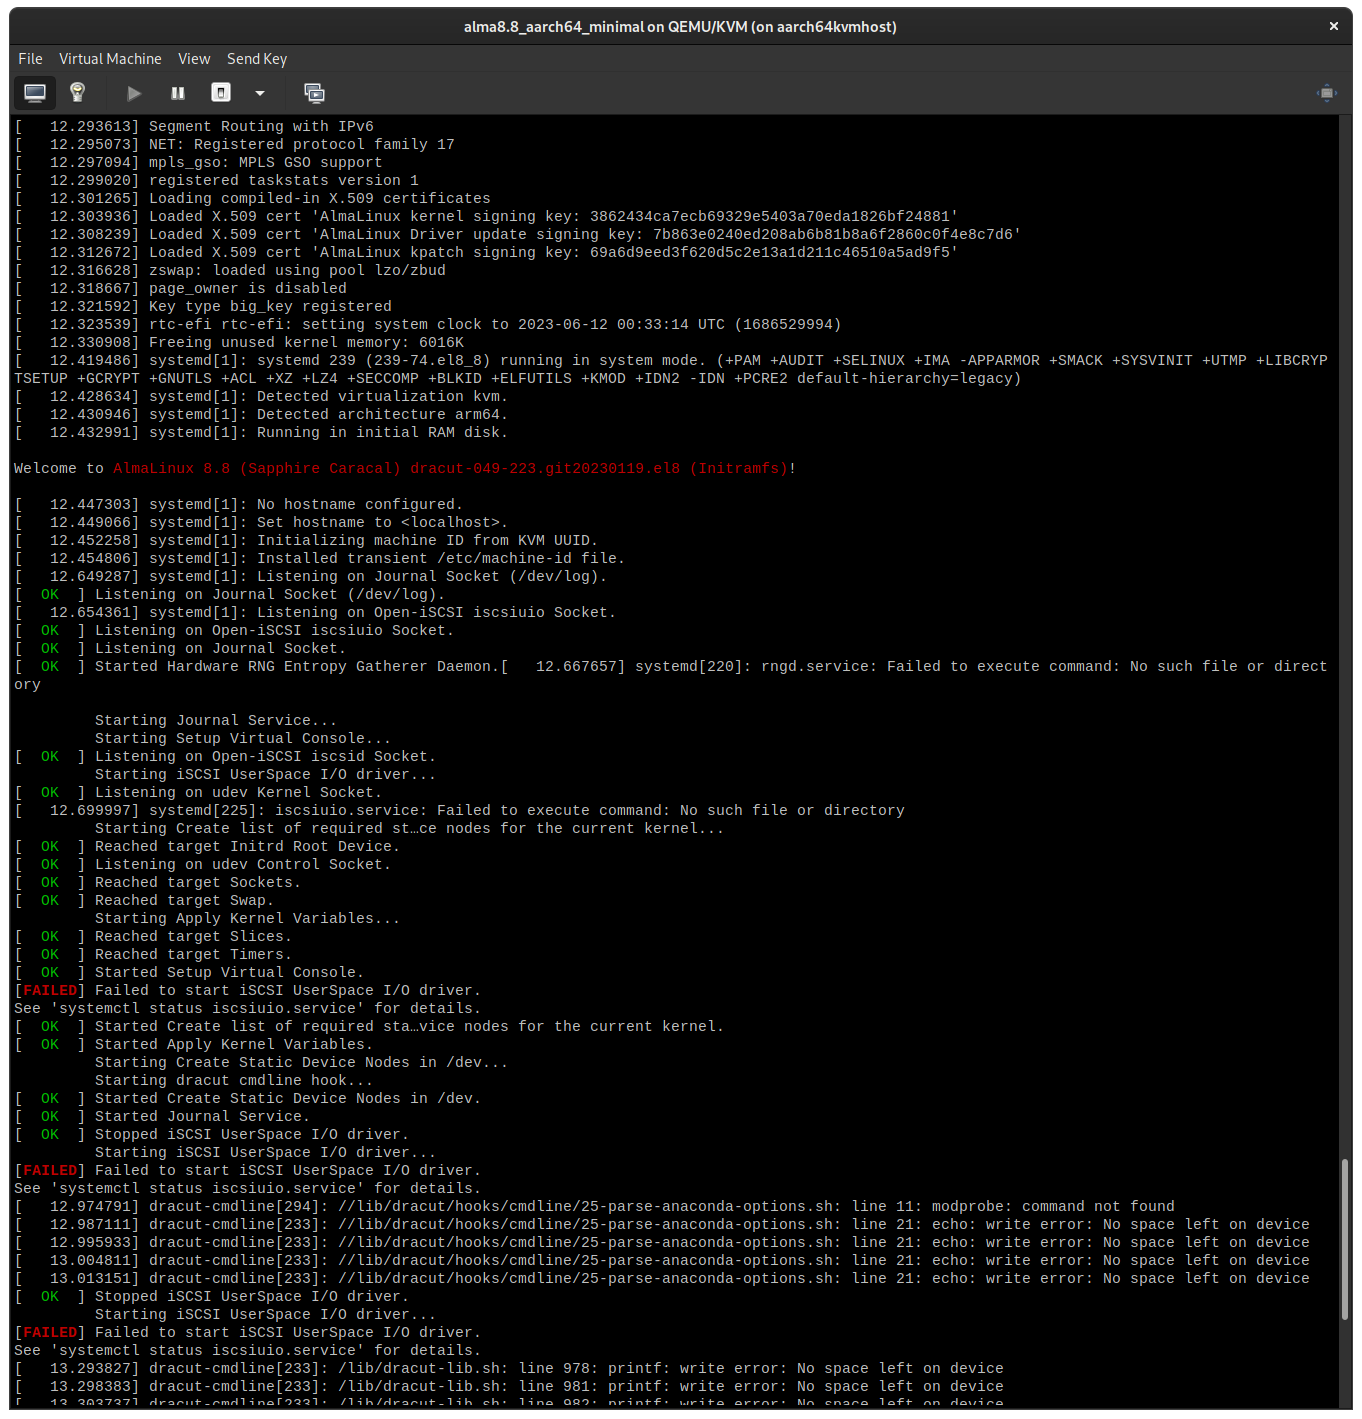 alma8.8_aarch64_minimal on QEMU/KVM (on aarch64kvmhost)
File Virtual Machine View Send Key
[   12.293613] Segment Routing with IPv6
[   12.295073] NET: Registered protocol family 17
[   12.297094] mpls_gso: MPLS GSO support
[   12.299020] registered taskstats version 1
[   12.301265] Loading compiled-in X.509 certificates
[   12.303936] Loaded X.509 cert 'AlmaLinux kernel signing key: 3862434ca7ecb69329e5403a70eda1826bf24881'
[   12.308239] Loaded X.509 cert 'AlmaLinux Driver update signing key: 7b863e0240ed208ab6b81b8a6f2860c0f4e8c7d6'
[   12.312672] Loaded X.509 cert 'AlmaLinux kpatch signing key: 69a6d9eed3f620d5c2e13a1d211c46510a5ad9f5'
[   12.316628] zswap: loaded using pool lzo/zbud
[   12.318667] page_owner is disabled
[   12.321592] Key type big_key registered
[   12.323539] rtc-efi rtc-efi: setting system clock to 2023-06-12 00:33:14 UTC (1686529994)
[   12.330908] Freeing unused kernel memory: 6016K
[   12.419486] systemd[1]: systemd 239 (239-74.el8_8) running in system mode. (+PAM +AUDIT +SELINUX +IMA -APPARMOR +SMACK +SYSVINIT +UTMP +LIBCRYP
TSETUP +GCRYPT +GNUTLS +ACL +XZ +LZ4 +SECCOMP +BLKID +ELFUTILS +KMOD +IDN2 -IDN +PCRE2 default-hierarchy=legacy)
[   12.428634] systemd[1]: Detected virtualization kvm.
[   12.430946] systemd[1]: Detected architecture arm64.
[   12.432991] systemd[1]: Running in initial RAM disk.
Welcome to AlmaLinux 8.8 (Sapphire Caracal) dracut-049-223.git20230119.el8 (Initramfs)!
[   12.447303] systemd[1]: No hostname configured.
[   12.449066] systemd[1]: Set hostname to <localhost>.
[   12.452258] systemd[1]: Initializing machine ID from KVM UUID.
[   12.454806] systemd[1]: Installed transient /etc/machine-id file.
[   12.649287] systemd[1]: Listening on Journal Socket (/dev/log).
[  OK  ] Listening on Journal Socket (/dev/log).
[   12.654361] systemd[1]: Listening on Open-iSCSI iscsiuio Socket.
[  OK  ] Listening on Open-iSCSI iscsiuio Socket.
[  OK  ] Listening on Journal Socket.
[  OK  ] Started Hardware RNG Entropy Gatherer Daemon.[   12.667657] systemd[220]: rngd.service: Failed to execute command: No such file or direct
ory
Starting Journal Service...
Starting Setup Virtual Console...
[  OK  ] Listening on Open-iSCSI iscsid Socket.
Starting iSCSI UserSpace I/O driver...
[  OK  ] Listening on udev Kernel Socket.
[   12.699997] systemd[225]: iscsiuio.service: Failed to execute command: No such file or directory
Starting Create list of required st…ce nodes for the current kernel...
[  OK  ] Reached target Initrd Root Device.
[  OK  ] Listening on udev Control Socket.
[  OK  ] Reached target Sockets.
[  OK  ] Reached target Swap.
Starting Apply Kernel Variables...
[  OK  ] Reached target Slices.
[  OK  ] Reached target Timers.
[  OK  ] Started Setup Virtual Console.
[FAILED] Failed to start iSCSI UserSpace I/O driver.
See 'systemctl status iscsiuio.service' for details.
[  OK  ] Started Create list of required sta…vice nodes for the current kernel.
[  OK  ] Started Apply Kernel Variables.
Starting Create Static Device Nodes in /dev...
Starting dracut cmdline hook...
[  OK  ] Started Create Static Device Nodes in /dev.
[  OK  ] Started Journal Service.
[  OK  ] Stopped iSCSI UserSpace I/O driver.
Starting iSCSI UserSpace I/O driver...
[FAILED] Failed to start iSCSI UserSpace I/O driver.
See 'systemctl status iscsiuio.service' for details.
[   12.974791] dracut-cmdline[294]: //lib/dracut/hooks/cmdline/25-parse-anaconda-options.sh: line 11: modprobe: command not found
[   12.987111] dracut-cmdline[233]: //lib/dracut/hooks/cmdline/25-parse-anaconda-options.sh: line 21: echo: write error: No space left on device
[   12.995933] dracut-cmdline[233]: //lib/dracut/hooks/cmdline/25-parse-anaconda-options.sh: line 21: echo: write error: No space left on device
[   13.004811] dracut-cmdline[233]: //lib/dracut/hooks/cmdline/25-parse-anaconda-options.sh: line 21: echo: write error: No space left on device
[   13.013151] dracut-cmdline[233]: //lib/dracut/hooks/cmdline/25-parse-anaconda-options.sh: line 21: echo: write error: No space left on device
[  OK  ] Stopped iSCSI UserSpace I/O driver.
Starting iSCSI UserSpace I/O driver...
[FAILED] Failed to start iSCSI UserSpace I/O driver.
See 'systemctl status iscsiuio.service' for details.
[   13.293827] dracut-cmdline[233]: /lib/dracut-lib.sh: line 978: printf: write error: No space left on device
[   13.298383] dracut-cmdline[233]: /lib/dracut-lib.sh: line 981: printf: write error: No space left on device
[   13.303737] dracut-cmdline[233]: /lib/dracut-lib.sh: line 982: printf: write error: No space left on device